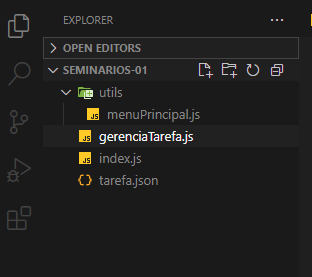 EXPLORER
OPEN EDITORS
SEMINARIOS-01
utils
JS menuPrincipal.js
JS gerenciaTarefa.js
JS index.js
{} tarefa.json